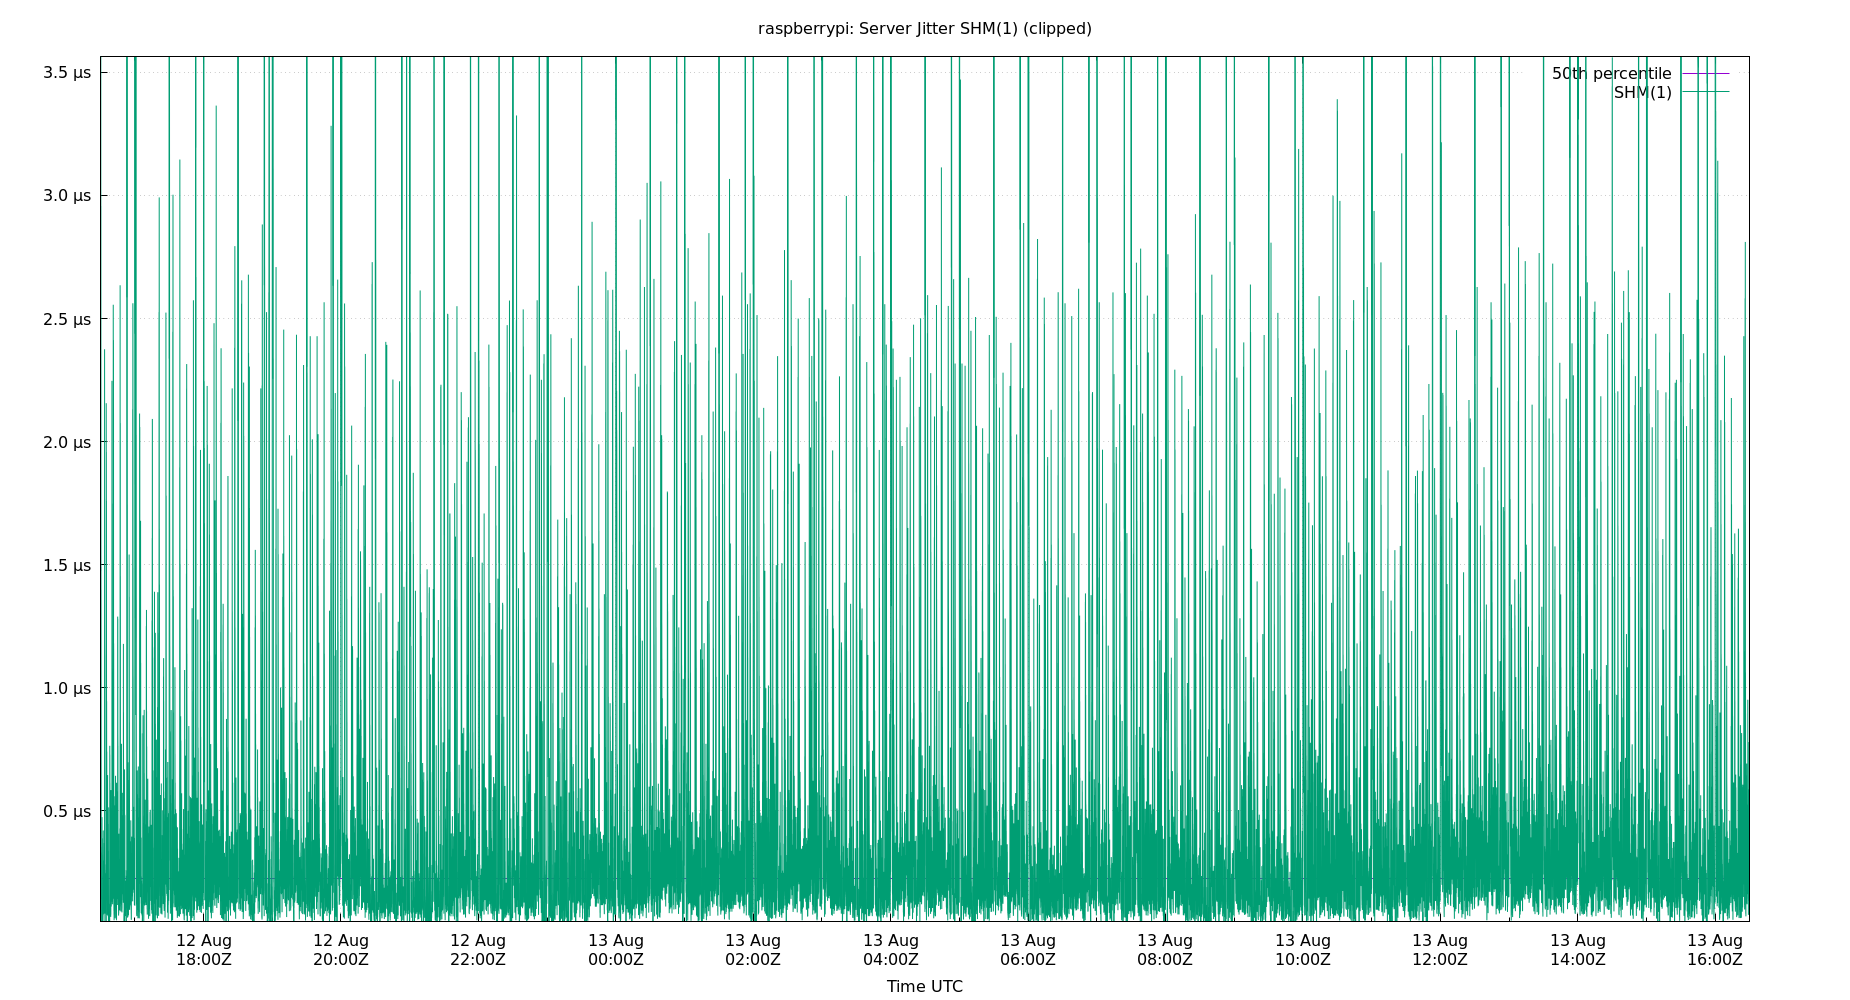 raspberrypi: Server Jitter SHM(1) (clipped)
50th percentile
SHM(1)
3.5 µs
3.0 µs
2.5 µs
2.0 µs
1.5 µs
1.0 µs
0.5 µs
12 Aug 12 Aug 12 Aug 13 Aug 13 Aug 13 Aug 13 Aug 13 Aug 13 Aug 13 Aug 13 Aug 13 Aug
18:00Z 20:00Z 22:00Z 00:00Z 02:00Z 04:00Z 06:00Z 08:00Z 10:00Z 12:00Z 14:00Z 16:00Z
Time UTC